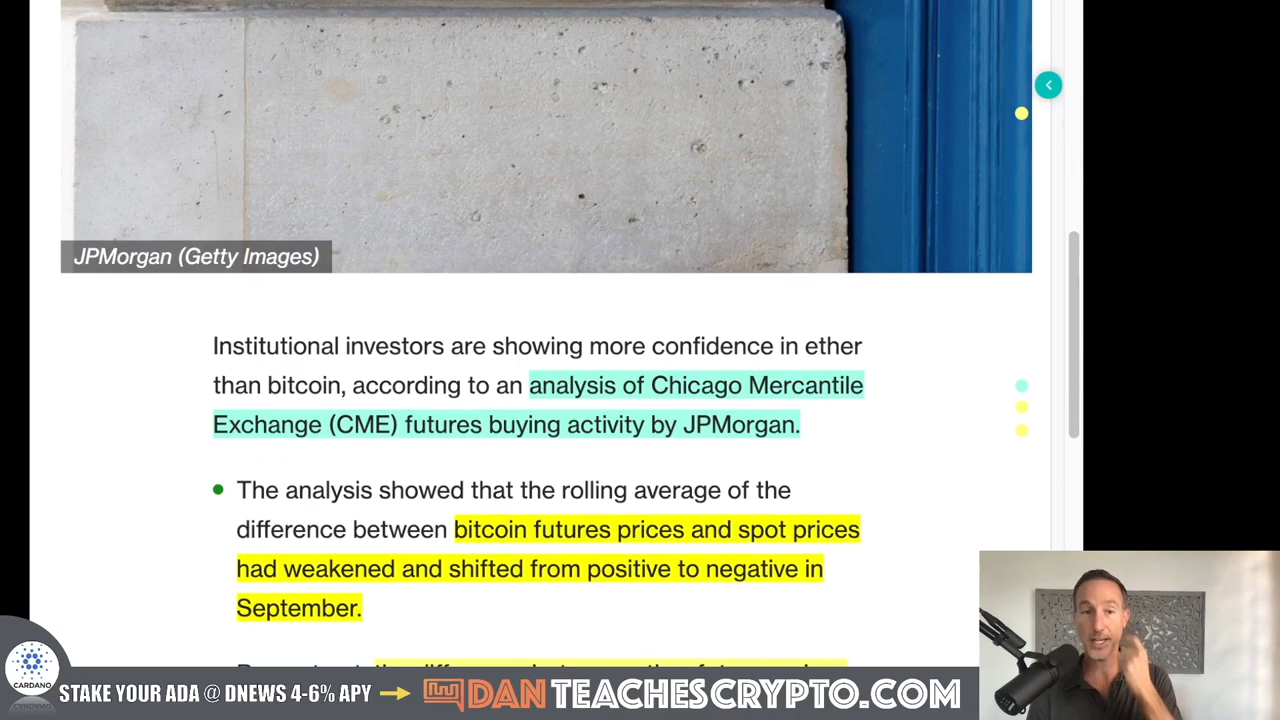 JPMorgan (Getty Images)
Institutional investors are showing more confidence in ether
than bitcoin, according to an analysis of Chicago Mercantile
Exchange (CME) futures buying activity by JPMorgan.
The analysis showed that the rolling average of the
difference between bitcoin futures prices and spot prices
had weakened and shifted from positive to negative in
September.
CARDANO
STAKE YOUR ADA @ DNEWS 4-6% APY
DANTEACHESCRYPTO.COM